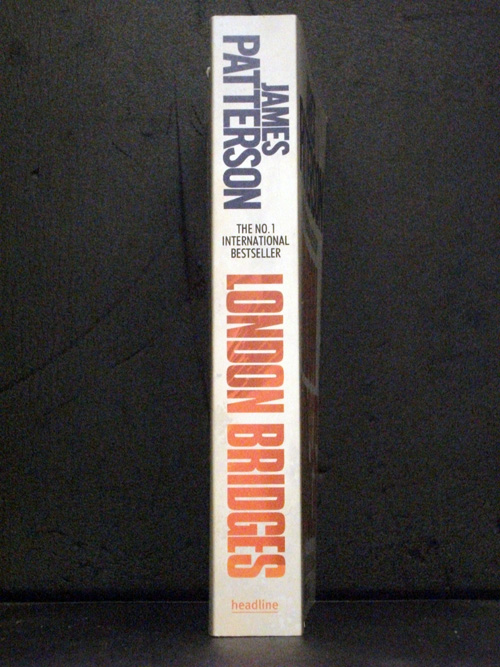 JAMES
PATTERSON
THE NO.1
INTERNATIONAL
BESTSELLER
LONDON BRIDGES
headline